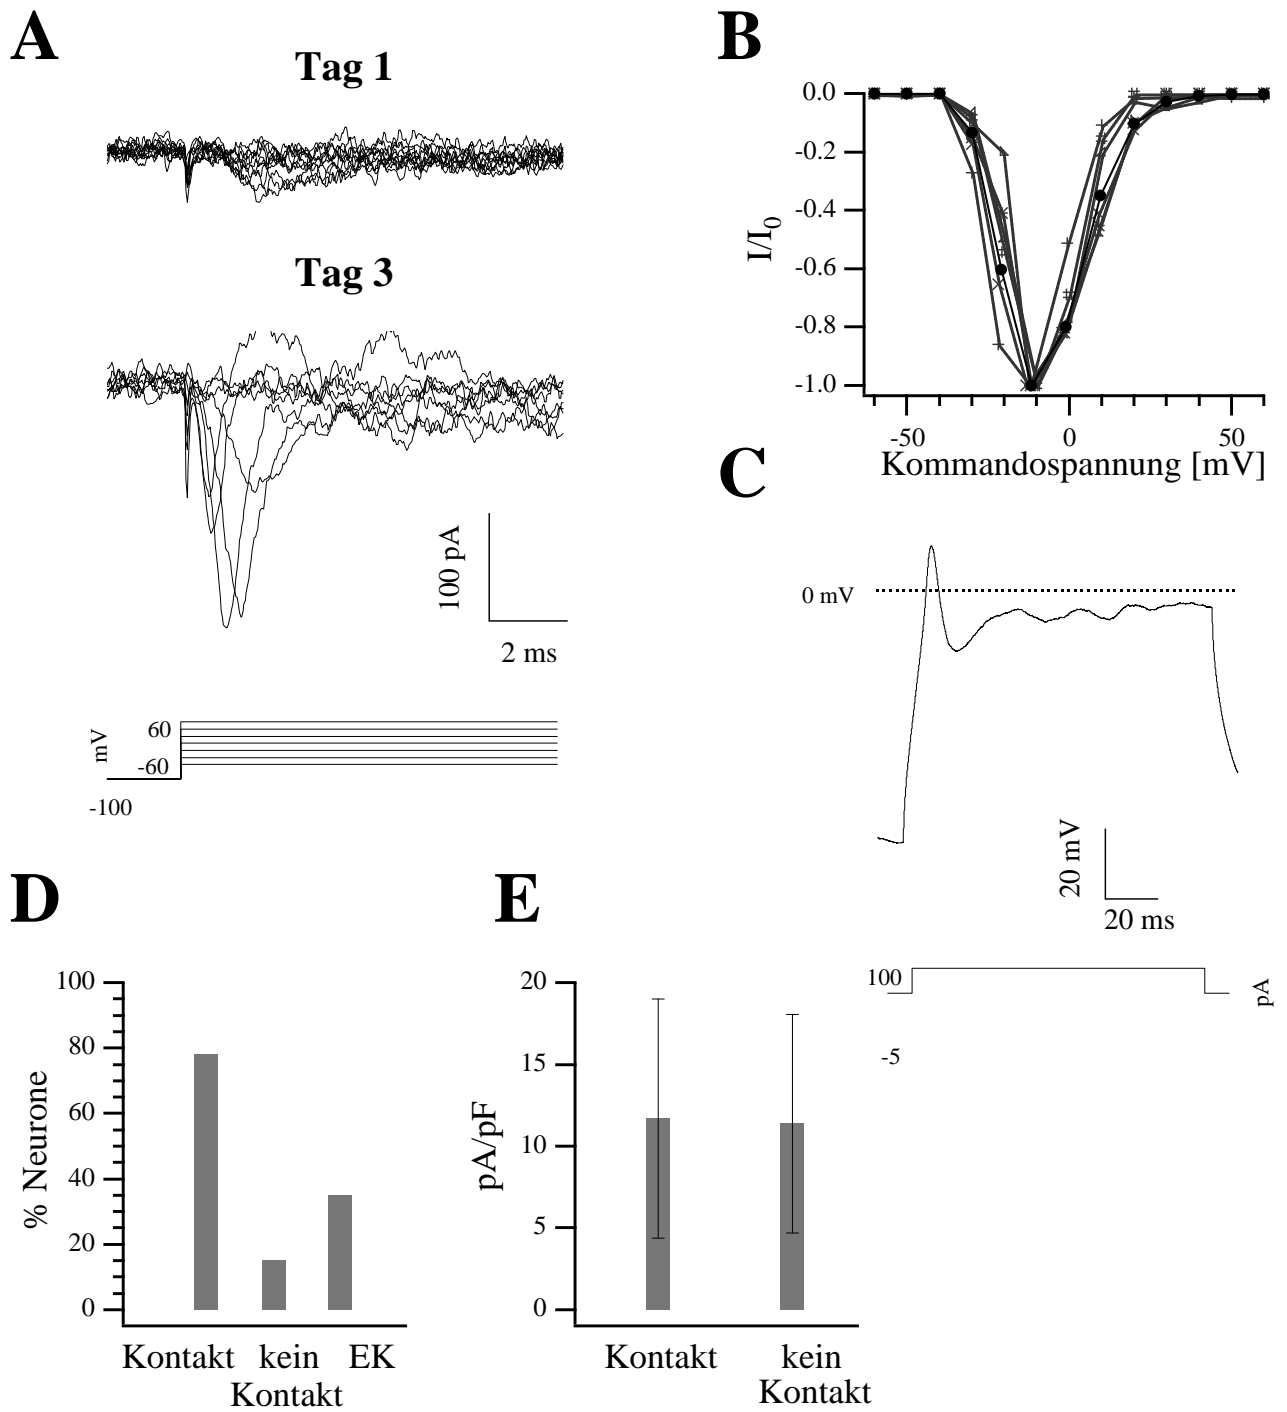 A
Tag 1
Tag 3
100 pA
2 ms
mV
60
-60
-100
B
0.0
-0.2
-0.4
-0.6
-0.8
-1.0
I/I0
-50
0
50
Kommandospannung [mV]
C
0 mV
20 mV
20 ms
100
pA
-5
D
100
80
60
40
20
0
% Neurone
Kontakt
kein
EK
Kontakt
E
20
15
10
5
0
pA/pF
Kontakt
kein
Kontakt